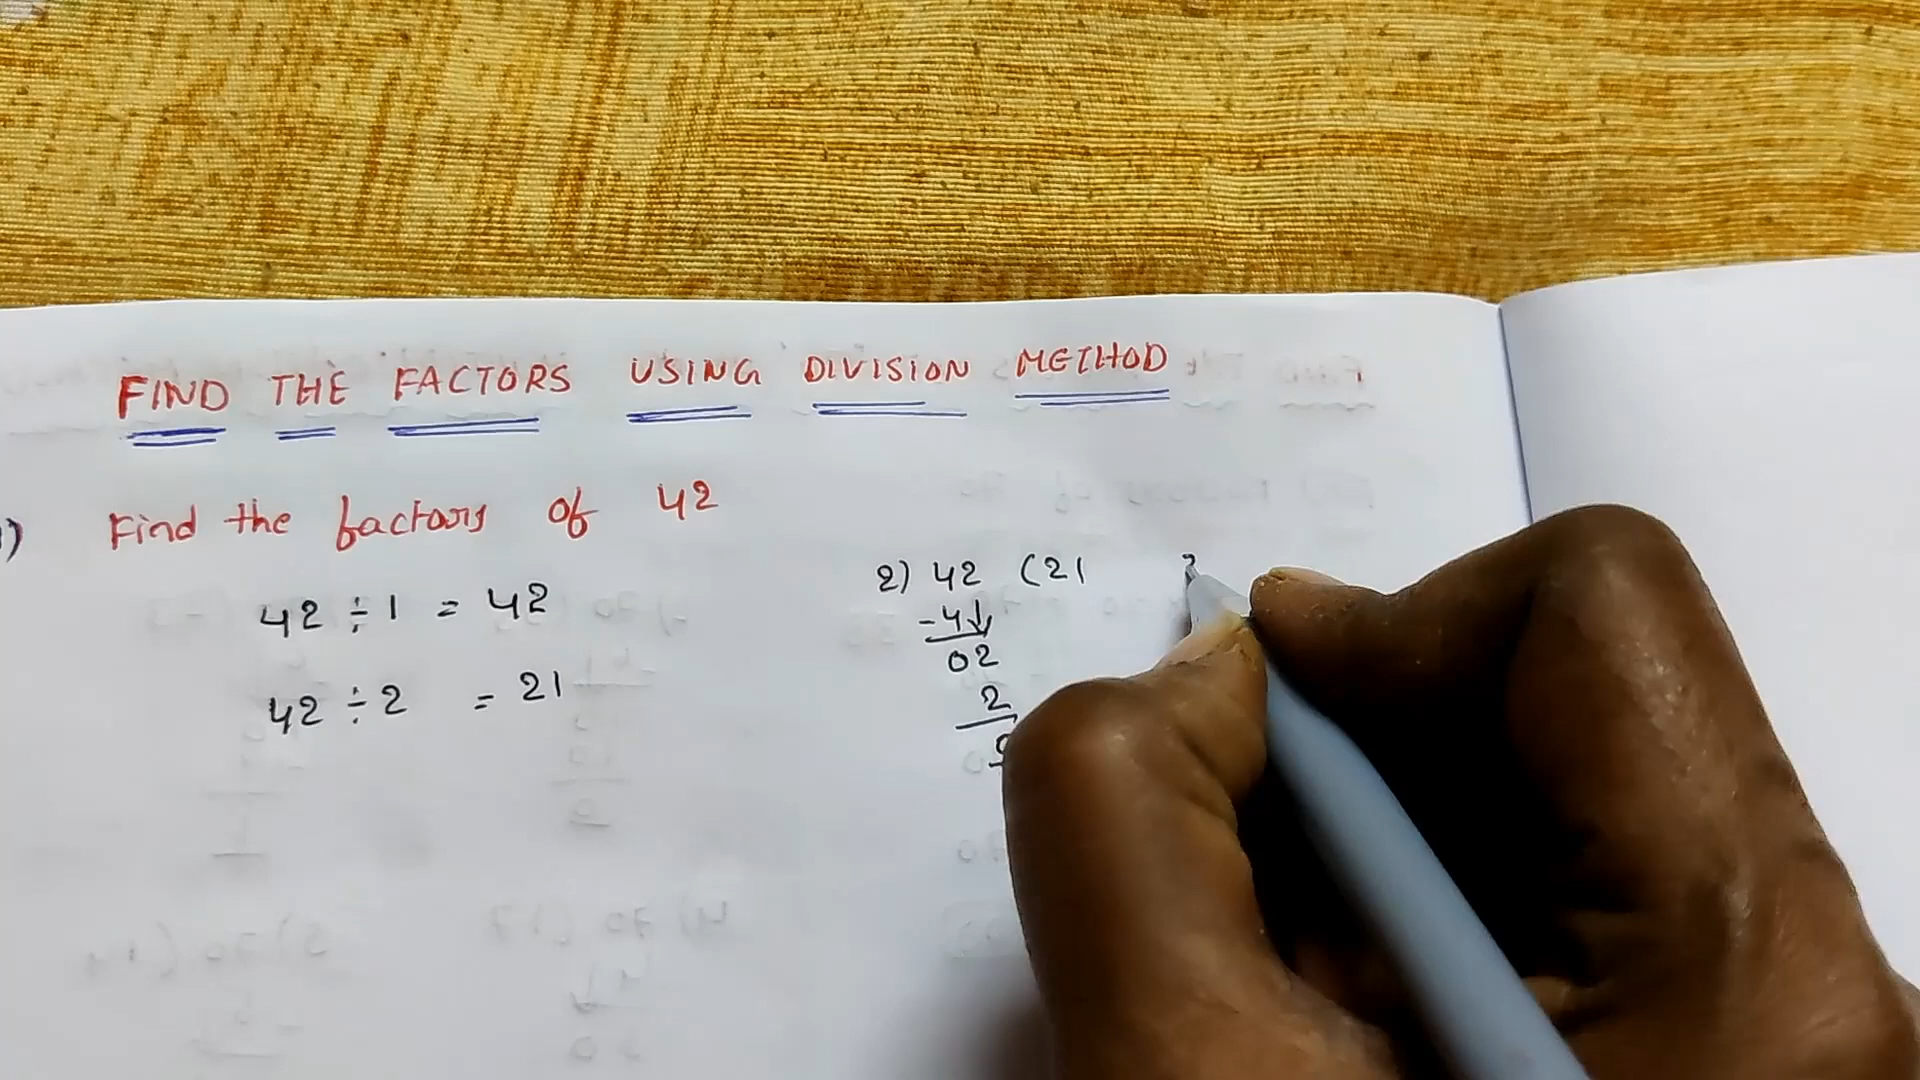 FIND THE FACTORS USING DIVISION METHOD
) Find the factors of 42
42 ÷ 1 = 42
42 ÷ 2 = 21
2) 42 (21
-4↓
02
2
0